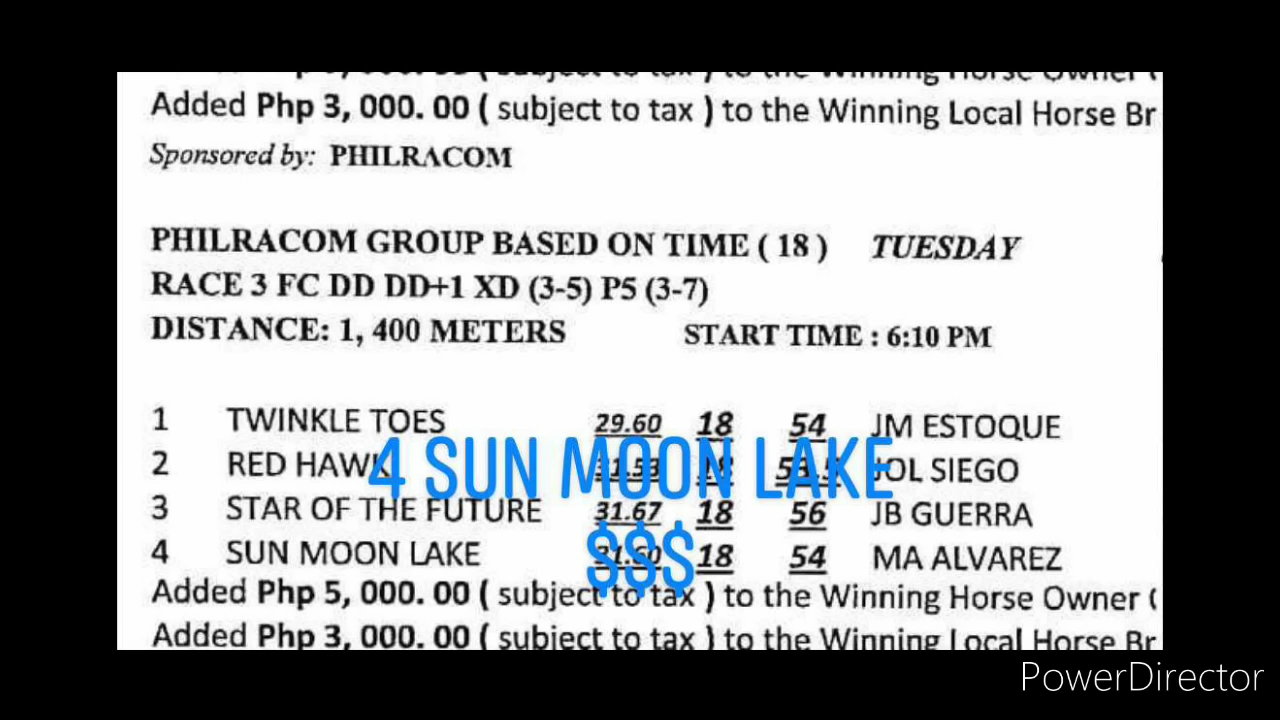 Added Php 3, 000. 00 ( subject to tax ) to the Winning Local Horse Br
Sponsored by: PHILRACOM
PHILRACOM GROUP BASED ON TIME ( 18 ) TUESDAY
RACE 3 FC DD DD+1 XD (3-5) P5 (3-7)
DISTANCE: 1, 400 METERS START TIME : 6:10 PM
1 TWINKLE TOES 29.60 18 54 JM ESTOQUE
2 RED HAWK 18 JOL SIEGO
4 SUN MOON LAKE
3 STAR OF THE FUTURE 31.67 18 56 JB GUERRA
4 SUN MOON LAKE 18 54 MA ALVAREZ
$$$
Added Php 5, 000. 00 ( subject to tax ) to the Winning Horse Owner (
Added Php 3, 000. 00 ( subject to tax ) to the Winning Local Horse Br
PowerDirector